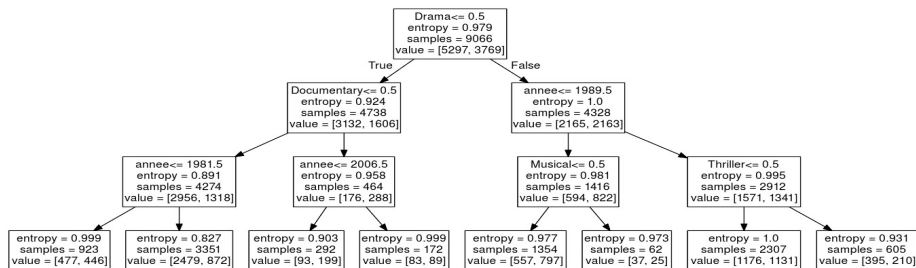 Drama<= 0.5
entropy = 0.979
samples = 9066
value = [5297, 3769]
True
False
Documentary<= 0.5
entropy = 0.924
samples = 4738
value = [3132, 1606]
annee<= 1989.5
entropy = 1.0
samples = 4328
value = [2165, 2163]
annee<= 1981.5
entropy = 0.891
samples = 4274
value = [2956, 1318]
annee<= 2006.5
entropy = 0.958
samples = 464
value = [176, 288]
Musical<= 0.5
entropy = 0.981
samples = 1416
value = [594, 822]
Thriller<= 0.5
entropy = 0.995
samples = 2912
value = [1571, 1341]
entropy = 0.999
samples = 923
value = [477, 446]
entropy = 0.827
samples = 3351
value = [2479, 872]
entropy = 0.903
samples = 292
value = [93, 199]
entropy = 0.999
samples = 172
value = [83, 89]
entropy = 0.977
samples = 1354
value = [557, 797]
entropy = 0.973
samples = 62
value = [37, 25]
entropy = 1.0
samples = 2307
value = [1176, 1131]
entropy = 0.931
samples = 605
value = [395, 210]